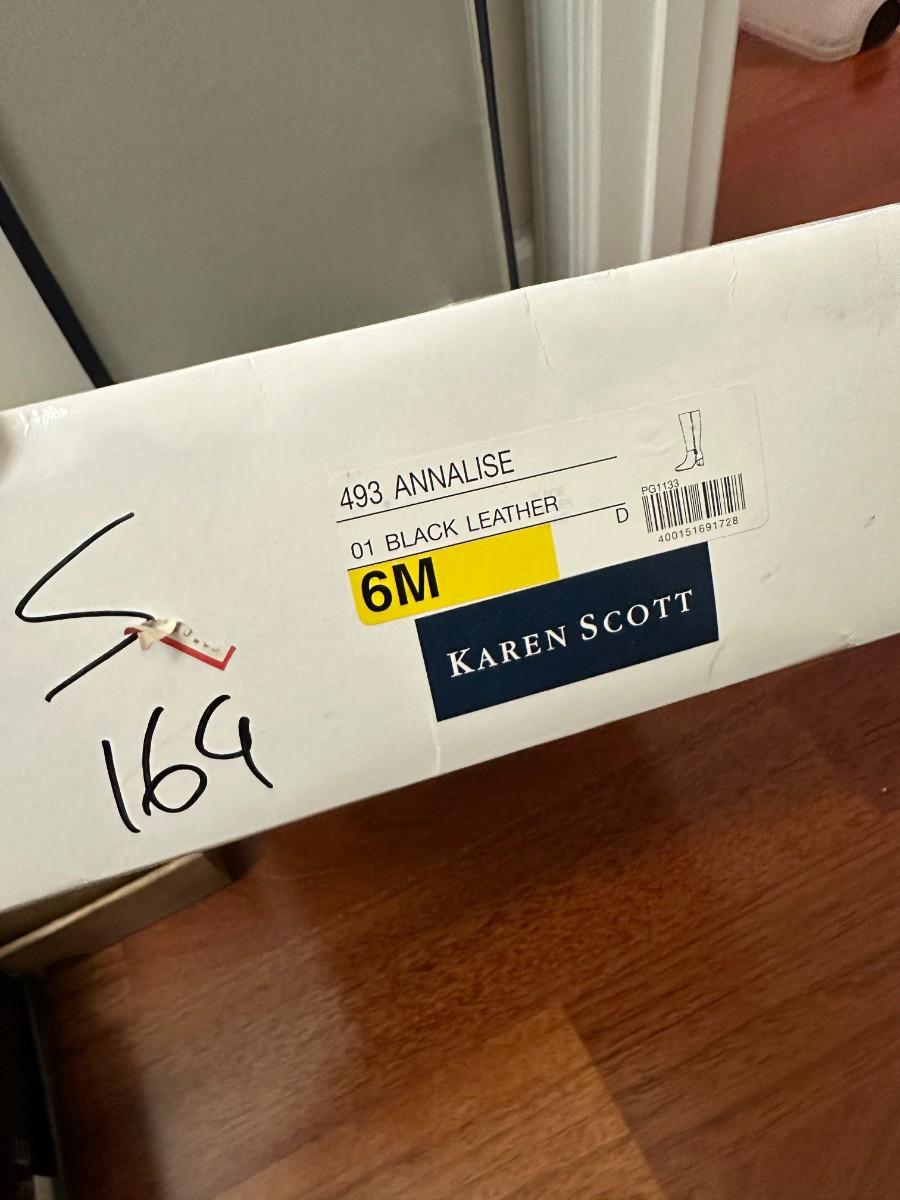 493 ANNALISE
01 BLACK LEATHER
D
PG1133
400151691728
6M
KAREN SCOTT
164